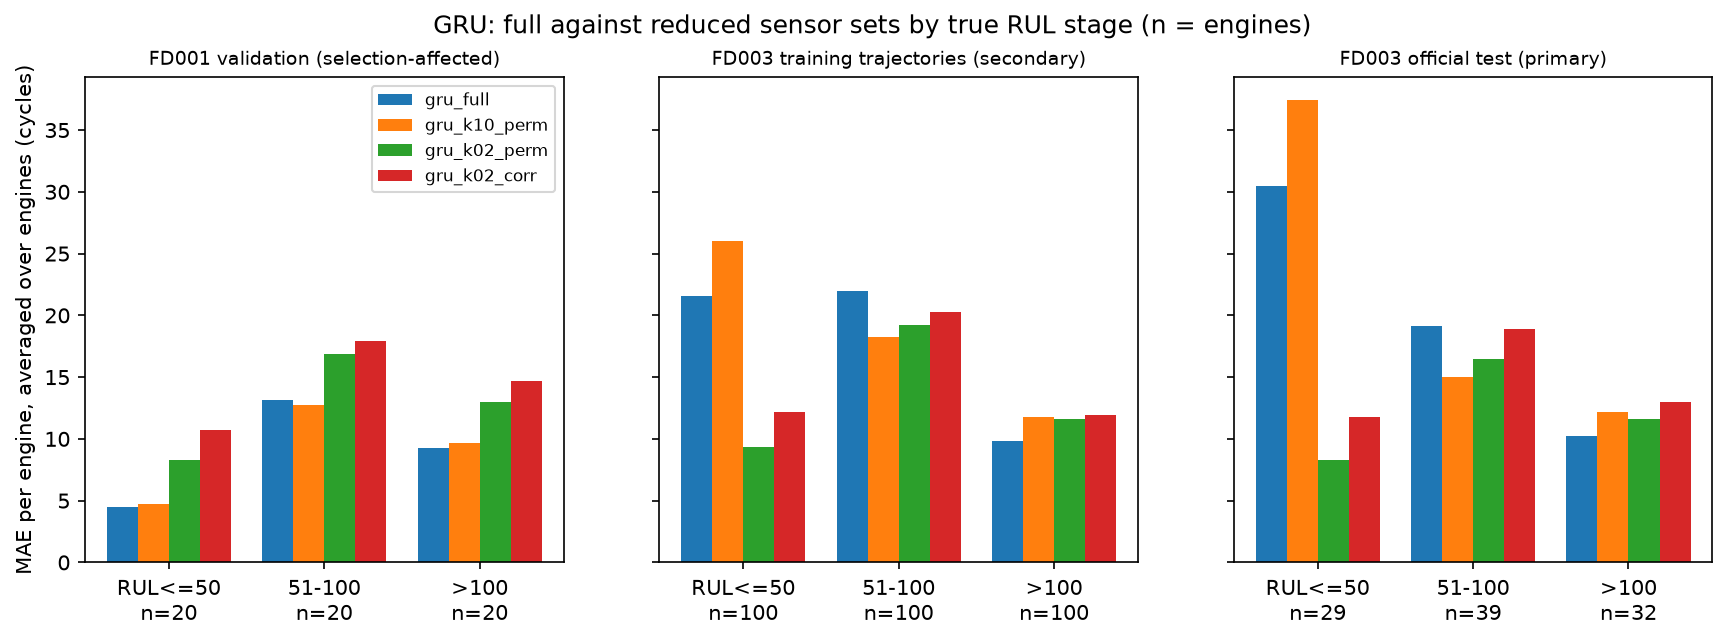 GRU: full against reduced sensor sets by true RUL stage (n = engines)
FD001 validation (selection-affected)
FD003 training trajectories (secondary)
FD003 official test (primary)
MAE per engine, averaged over engines (cycles)
35
30
25
20
15
10
5
0
gru_full
gru_k10_perm
gru_k02_perm
gru_k02_corr
RUL<=50
51-100
>100
n=20
n=20
n=20
RUL<=50
51-100
>100
n=100
n=100
n=100
RUL<=50
51-100
>100
n=29
n=39
n=32